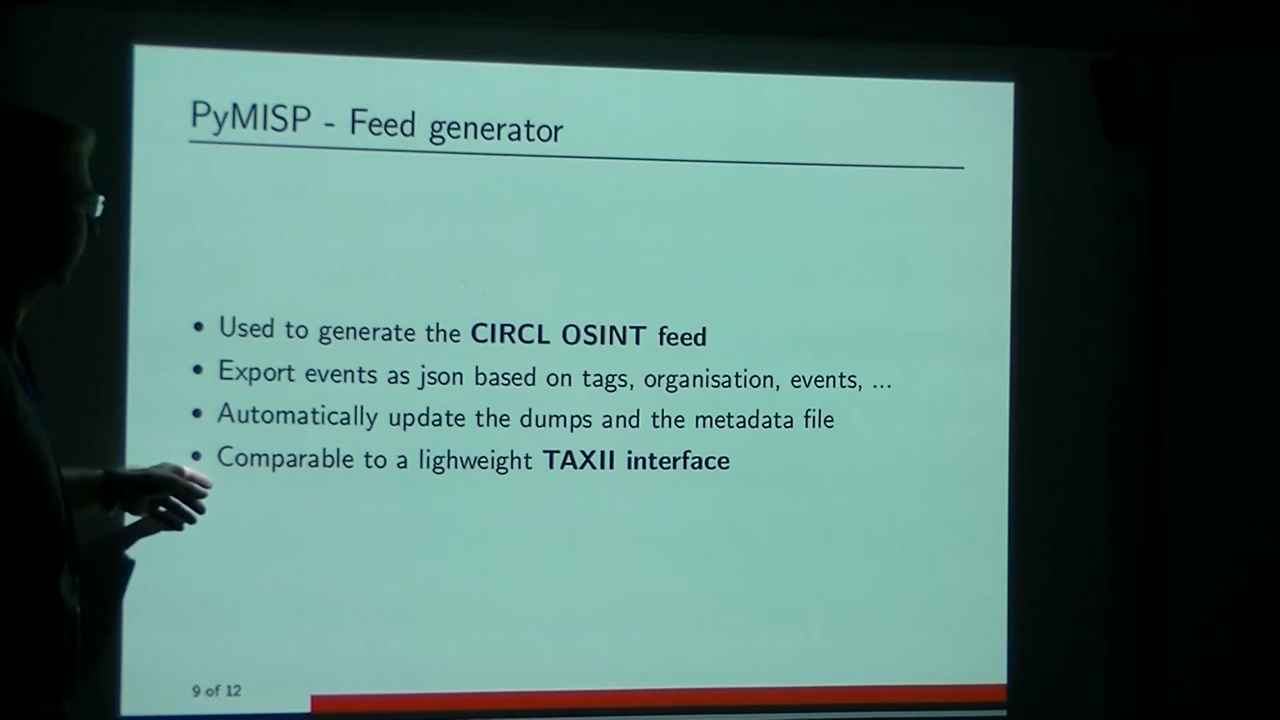 PyMISP - Feed generator
• Used to generate the CIRCL OSINT feed
• Export events as json based on tags, organisation, events, ...
• Automatically update the dumps and the metadata file
• Comparable to a lighweight TAXII interface
9 of 12